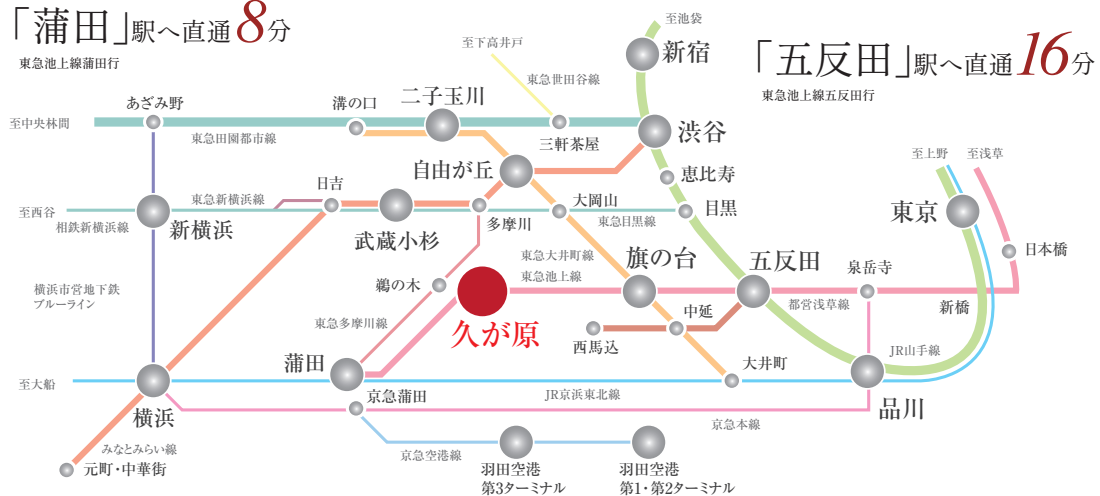 「蒲田」駅へ直通8分
東急池上線蒲田行
「五反田」駅へ直通16分
東急池上線五反田行
至池袋
新宿
至下高井戸
東急世田谷線
あざみ野
溝の口
二子玉川
至中央林間
東急田園都市線
三軒茶屋
渋谷
自由が丘
恵比寿
至上野
至浅草
日吉
東急新横浜線
至西谷
相鉄新横浜線
新横浜
武蔵小杉
多摩川
大岡山
東急目黒線
目黒
東京
日本橋
東急大井町線
東急池上線
旗の台
五反田
泉岳寺
横浜市営地下鉄
ブルーライン
鵜の木
都営浅草線
新橋
東急多摩川線
久が原
西馬込
中延
JR山手線
蒲田
大井町
至大船
横浜
京急蒲田
JR京浜東北線
品川
京急本線
みなとみらい線
元町・中華街
京急空港線
羽田空港
第3ターミナル
羽田空港
第1・第2ターミナル